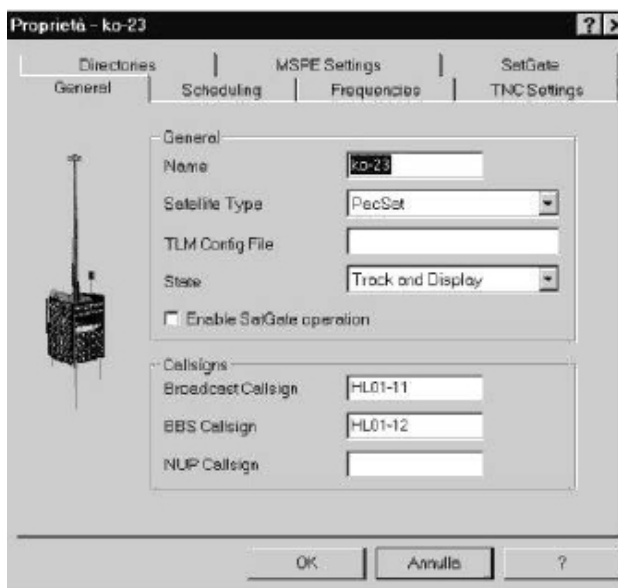 Proprietà - ko-23
? X
Directories MSPE Settings SatGate
General Scheduling Frequencies TNC Settings
General
Name ko-23
Satellite Type PacSat
TLM Config File
State Track and Display
Enable SatGate operation
Callsigns
Broadcast Callsign HL01-11
BBS Callsign HL01-12
NUP Callsign
OK Annulla ?